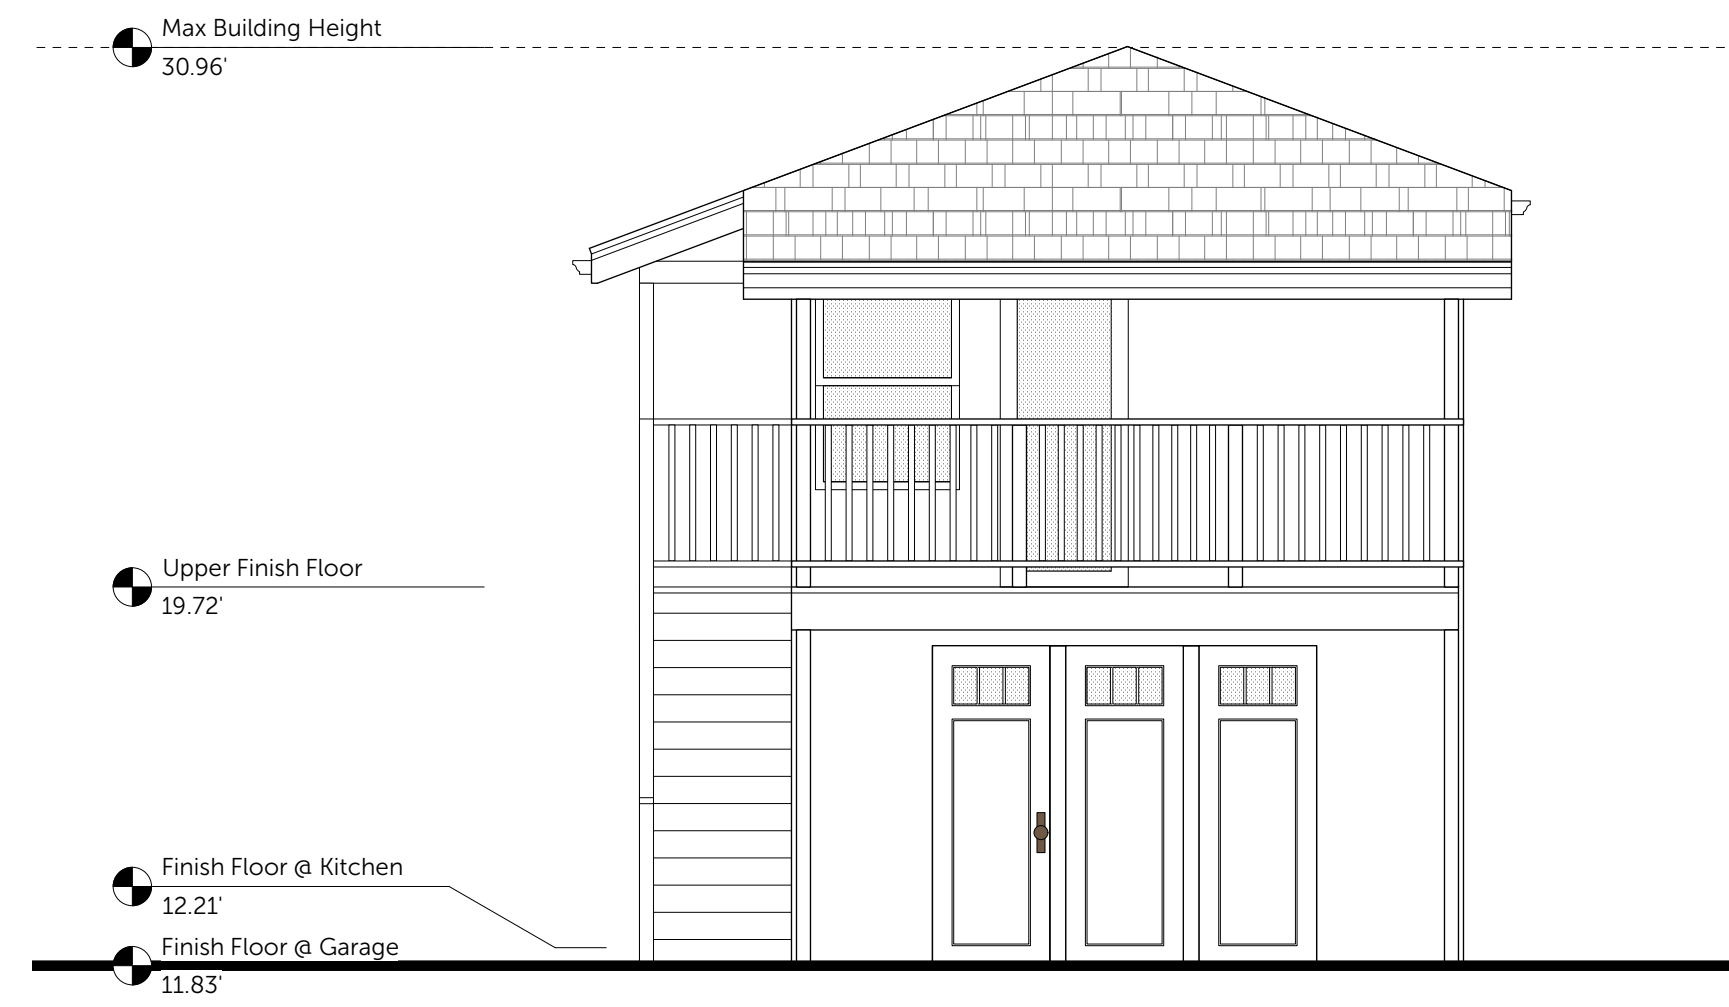 Max Building Height
30.96'
Upper Finish Floor
19.72'
Finish Floor @ Kitchen
12.21'
Finish Floor @ Garage
11.83'